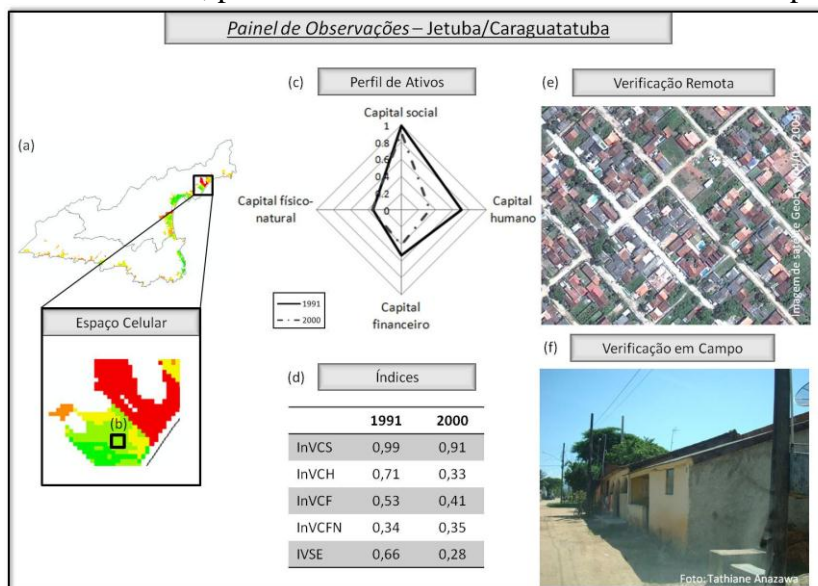 Painel de Observações – Jetuba/Caraguatatuba
(a)
Espaço Celular
(b)
(c)
Perfil de Ativos
Capital social
1
0.8
0.6
0.4
0.2
0
Capital físico-
natural
Capital
humano
Capital
financeiro
1991
2000
(d)
Índices
1991 2000
InVCS 0,99 0,91
InVCH 0,71 0,33
InVCF 0,53 0,41
InVCFN 0,34 0,35
IVSE 0,66 0,28
(e)
Verificação Remota
Imagem de satélite
(f)
Verificação em Campo
Foto: Tathiane Anazawa